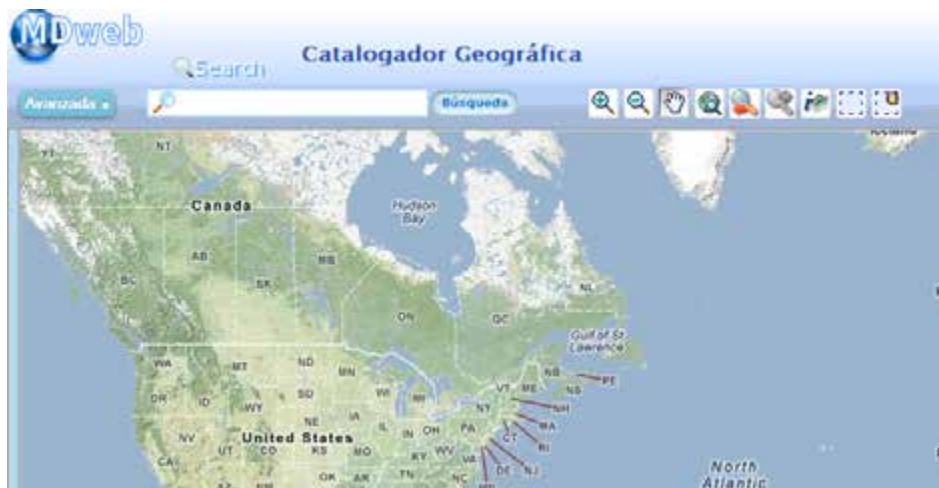 MDweb
Search
Catalogador Geográfica
Avanzada »
Búsqueda
YT
NT
Canada
Hudson
Bay
AB
MB
BC
SK
NL
ON
QC
Gulf of St
Lawrence
WA
MT
ND
MN
NB
PE
OR
ID
SD
WI
MI
VT
ME
NS
WY
NY
NH
NE
IA
MA
NV
United States
IL
IN
OH
PA
CT
RI
UT
CO
KS
MO
KY
WV
VA
CA
DE
NJ
OK
AR
TN
NC
North
Atlantic